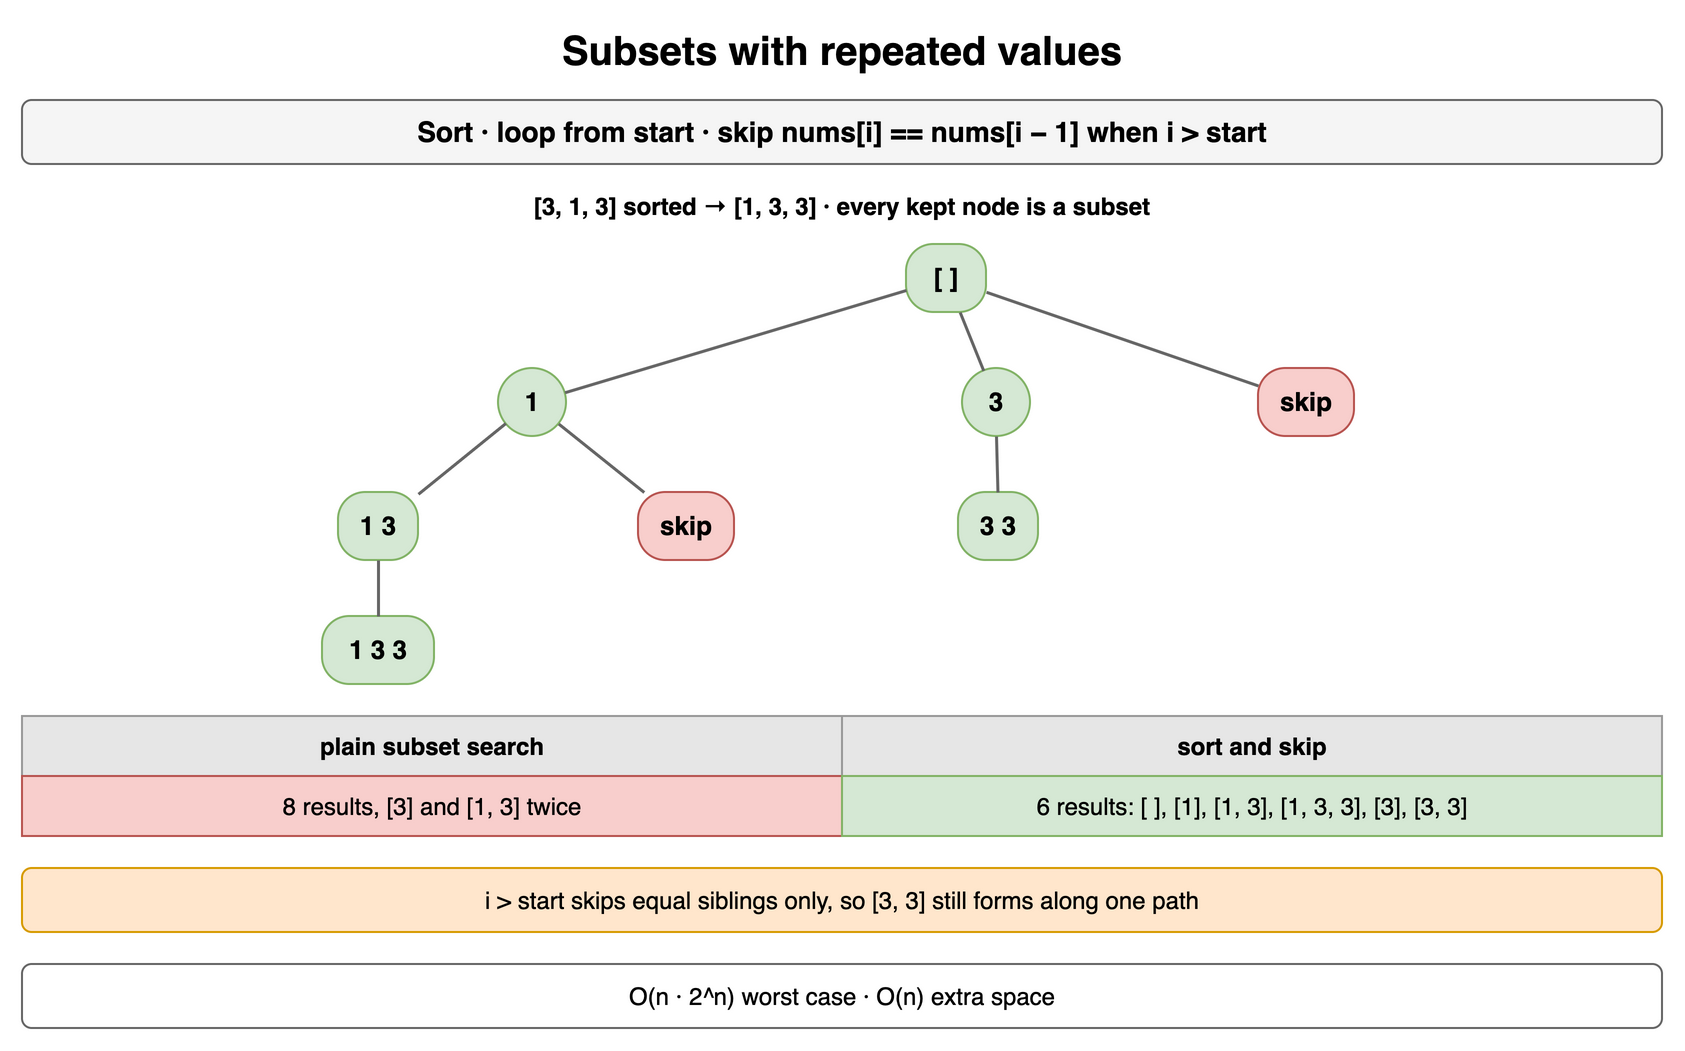 Subsets with repeated values
Sort · loop from start · skip nums[i] == nums[i − 1] when i > start
[3, 1, 3] sorted → [1, 3, 3] · every kept node is a subset
[ ]
1
3
skip
1 3
skip
3 3
1 3 3
plain subset search
sort and skip
8 results, [3] and [1, 3] twice
6 results: [ ], [1], [1, 3], [1, 3, 3], [3], [3, 3]
i > start skips equal siblings only, so [3, 3] still forms along one path
O(n · 2^n) worst case · O(n) extra space